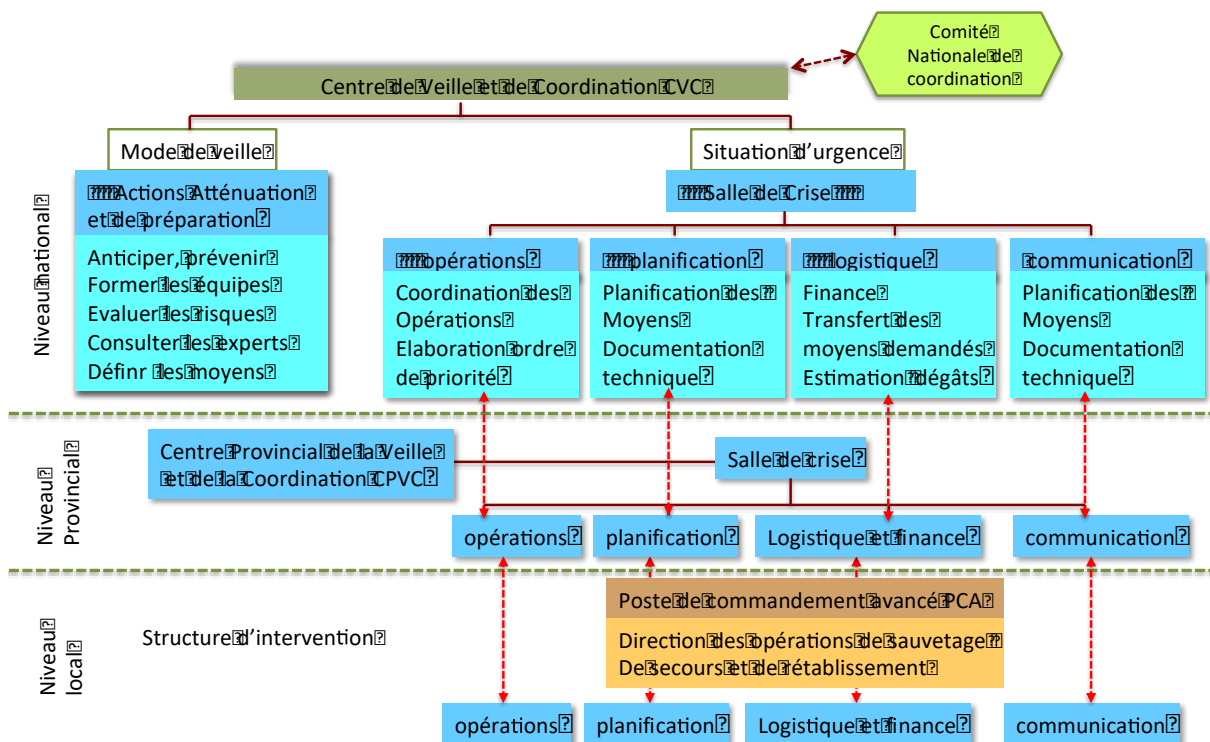 Comité
Nationale de
coordination
Centre de Veille et de Coordination CVC
Mode de veille
Situation d'urgence
Actions Atténuation
et de préparation
Salle de Crise
Anticiper, prévenir
Former les équipes
Evaluer les risques
Consulter les experts
Définr les moyens
opérations
Coordination des
Opérations
Elaboration ordre
de priorité
planification
Planification des
Moyens
Documentation
technique
logistique
Finance
Transfert des
moyens demandés
Estimation dégâts
communication
Planification des
Moyens
Documentation
technique
Niveau national
Niveau
Provincial
Centre Provincial de la Veille
et de la Coordination CPVC
Salle de crise
opérations
planification
Logistique et finance
communication
Niveau
local
Structure d'intervention
Poste de commandement avancé PCA
Direction des opérations de sauvetage
De secours et de rétablissement
opérations
planification
Logistique et finance
communication